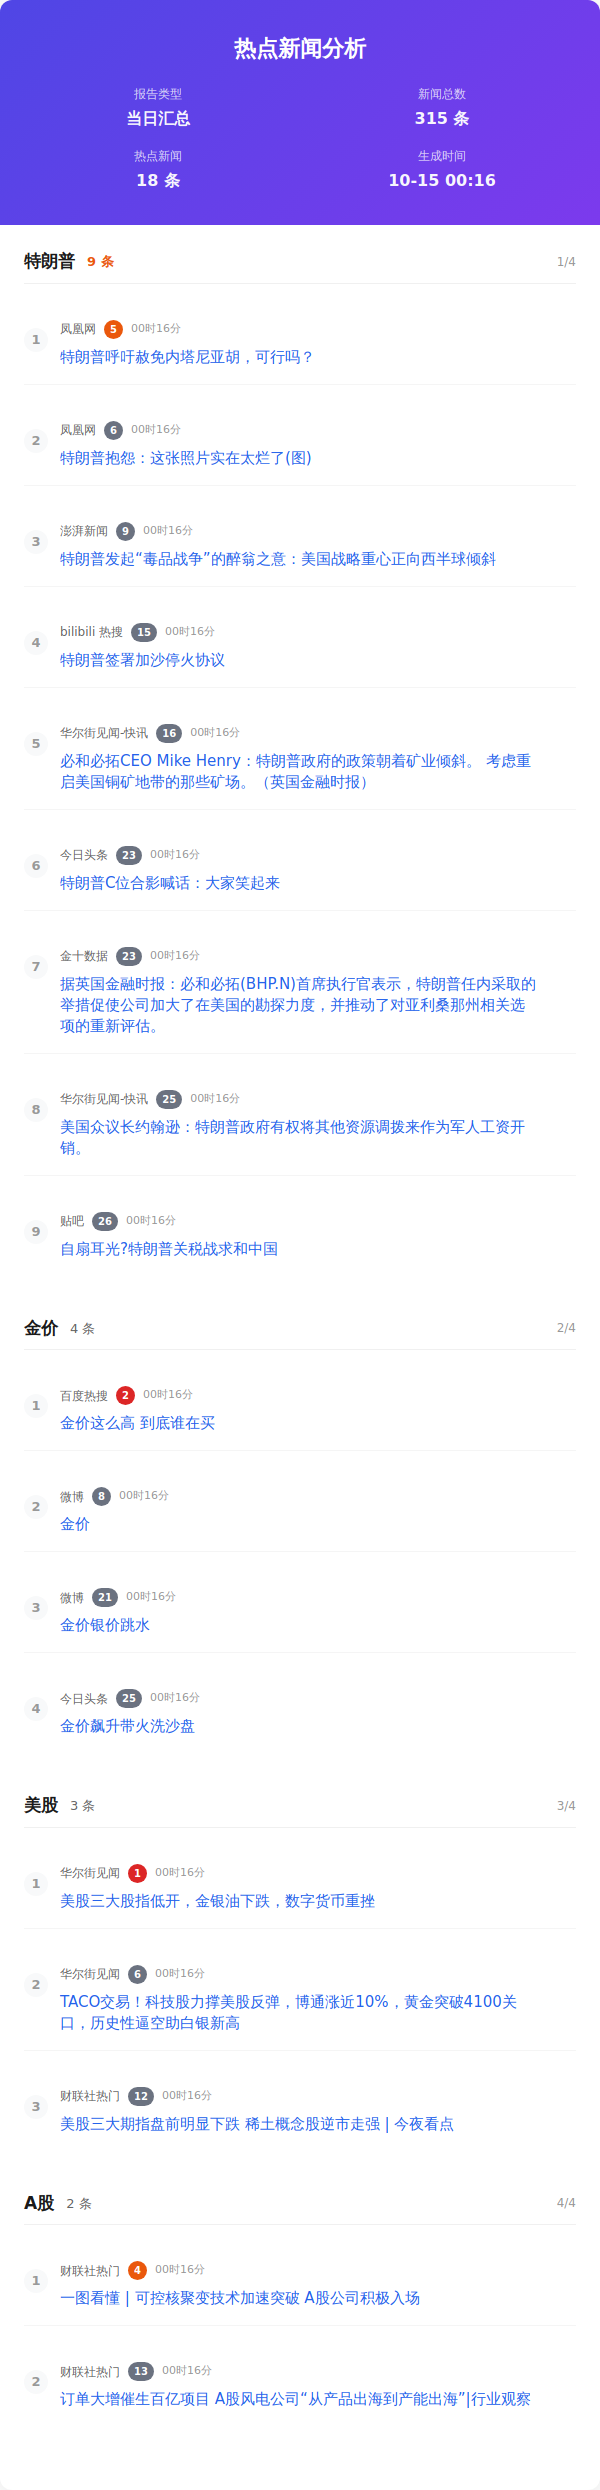 热点新闻分析
报告类型
新闻总数
当日汇总
315 条
热点新闻
生成时间
18 条
10-15 00:16
特朗普 9 条 1/4
1 凤凰网 5 00时16分
特朗普呼吁赦免内塔尼亚胡，可行吗？
2 凤凰网 6 00时16分
特朗普抱怨：这张照片实在太烂了(图)
3 澎湃新闻 9 00时16分
特朗普发起“毒品战争”的醉翁之意：美国战略重心正向西半球倾斜
4 bilibili 热搜 15 00时16分
特朗普签署加沙停火协议
5 华尔街见闻-快讯 16 00时16分
必和必拓CEO Mike Henry：特朗普政府的政策朝着矿业倾斜。 考虑重
启美国铜矿地带的那些矿场。（英国金融时报）
6 今日头条 23 00时16分
特朗普C位合影喊话：大家笑起来
7 金十数据 23 00时16分
据英国金融时报：必和必拓(BHP.N)首席执行官表示，特朗普任内采取的
举措促使公司加大了在美国的勘探力度，并推动了对亚利桑那州相关选
项的重新评估。
8 华尔街见闻-快讯 25 00时16分
美国众议长约翰逊：特朗普政府有权将其他资源调拨来作为军人工资开
销。
9 贴吧 26 00时16分
自扇耳光?特朗普关税战求和中国
金价 4 条 2/4
1 百度热搜 2 00时16分
金价这么高 到底谁在买
2 微博 8 00时16分
金价
3 微博 21 00时16分
金价银价跳水
4 今日头条 25 00时16分
金价飙升带火洗沙盘
美股 3 条 3/4
1 华尔街见闻 1 00时16分
美股三大股指低开，金银油下跌，数字货币重挫
2 华尔街见闻 6 00时16分
TACO交易！科技股力撑美股反弹，博通涨近10%，黄金突破4100关
口，历史性逼空助白银新高
3 财联社热门 12 00时16分
美股三大期指盘前明显下跌 稀土概念股逆市走强 | 今夜看点
A股 2 条 4/4
1 财联社热门 4 00时16分
一图看懂 | 可控核聚变技术加速突破 A股公司积极入场
2 财联社热门 13 00时16分
订单大增催生百亿项目 A股风电公司“从产品出海到产能出海”|行业观察